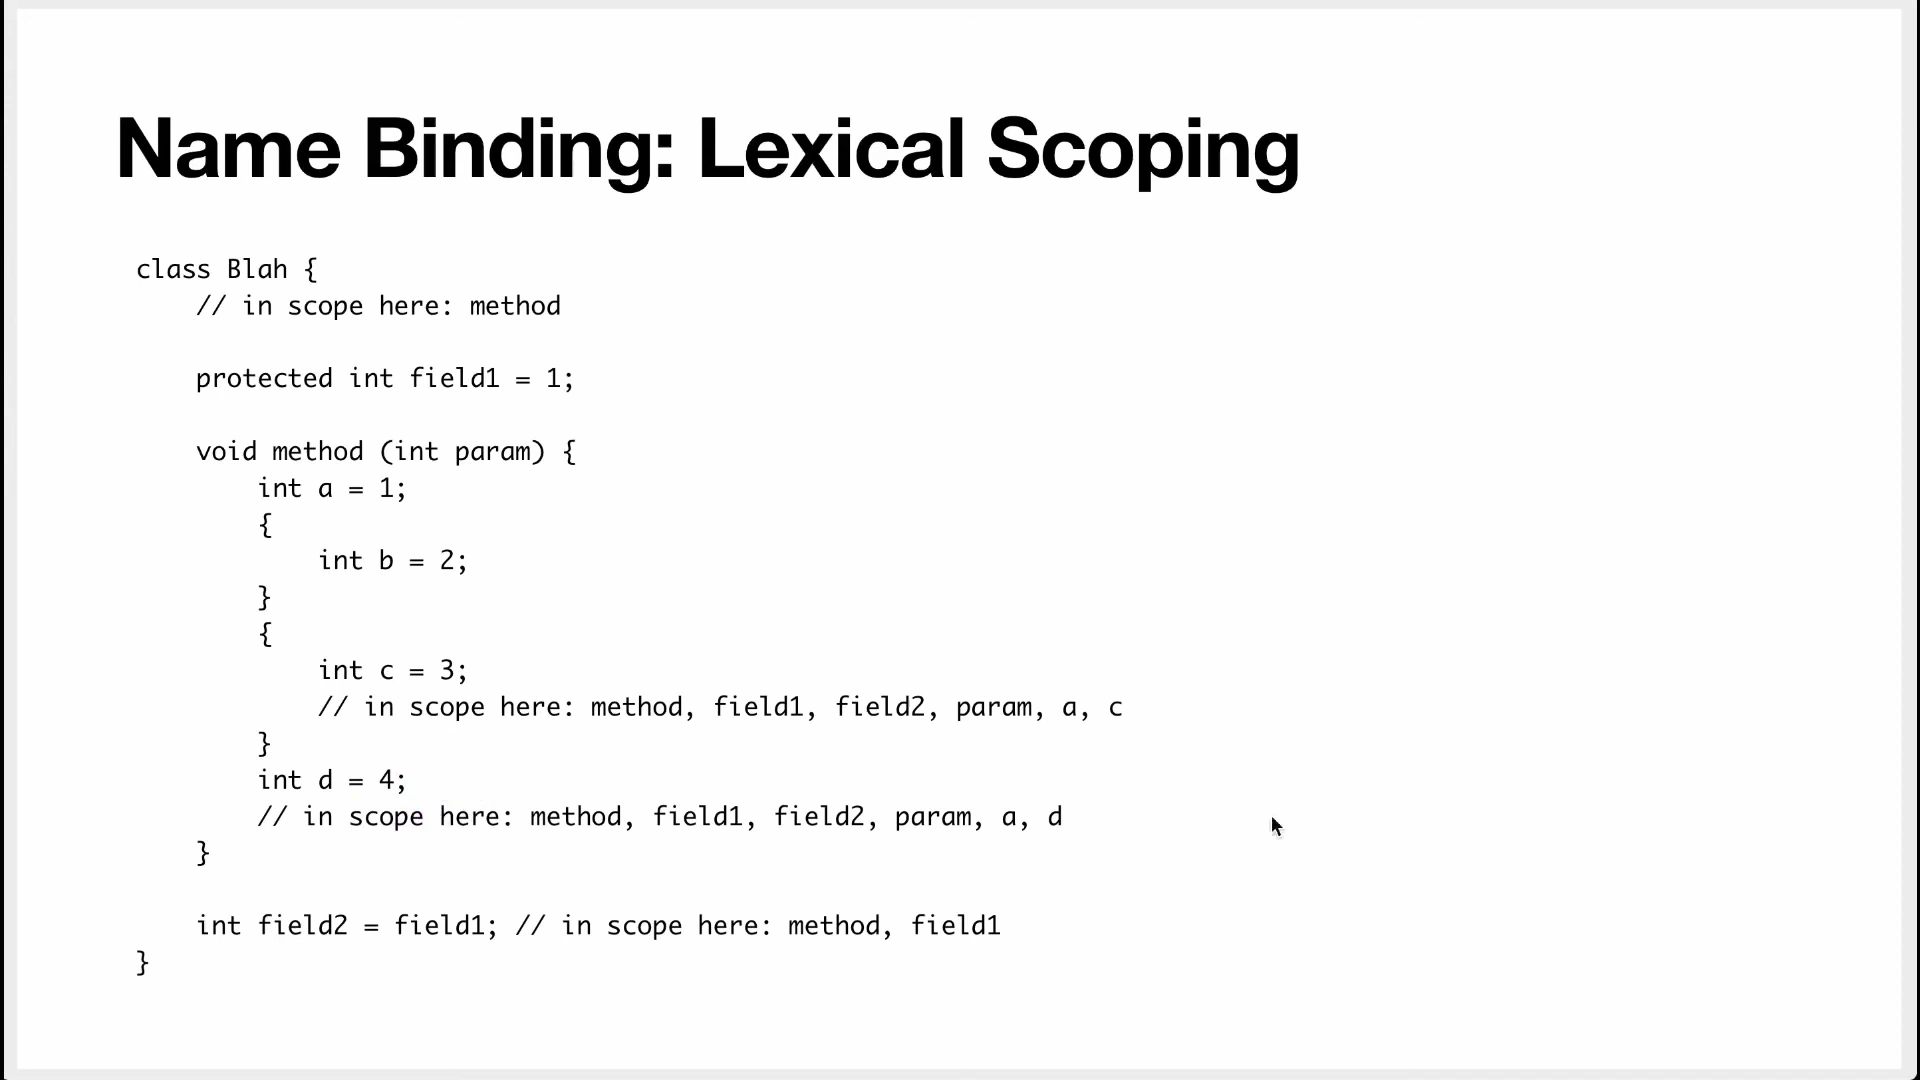 Name Binding: Lexical Scoping
class Blah {
// in scope here: method
protected int field1 = 1;
void method (int param) {
int a = 1;
{
int b = 2;
}
{
int c = 3;
// in scope here: method, field1, field2, param, a, c
}
int d = 4;
// in scope here: method, field1, field2, param, a, d
}
int field2 = field1; // in scope here: method, field1
}